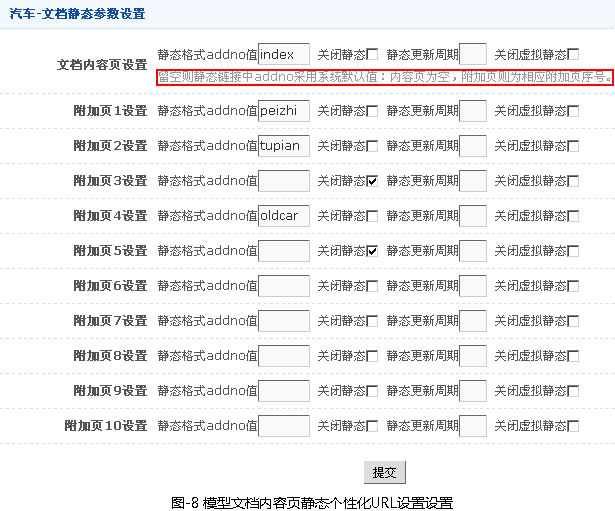 汽车-文档静态参数设置
文档内容页设置 静态格式addno值 index 关闭静态 静态更新周期 关闭虚拟静态
留空则静态链接中addno采用系统默认值：内容页为空，附加页则为相应附加页序号。
附加页1设置 静态格式addno值 peizhi 关闭静态 静态更新周期 关闭虚拟静态
附加页2设置 静态格式addno值 tupian 关闭静态 静态更新周期 关闭虚拟静态
附加页3设置 静态格式addno值 关闭静态 静态更新周期 关闭虚拟静态
附加页4设置 静态格式addno值 oldcar 关闭静态 静态更新周期 关闭虚拟静态
附加页5设置 静态格式addno值 关闭静态 静态更新周期 关闭虚拟静态
附加页6设置 静态格式addno值 关闭静态 静态更新周期 关闭虚拟静态
附加页7设置 静态格式addno值 关闭静态 静态更新周期 关闭虚拟静态
附加页8设置 静态格式addno值 关闭静态 静态更新周期 关闭虚拟静态
附加页9设置 静态格式addno值 关闭静态 静态更新周期 关闭虚拟静态
附加页10设置 静态格式addno值 关闭静态 静态更新周期 关闭虚拟静态
提交
图-8 模型文档内容页静态个性化URL设置设置